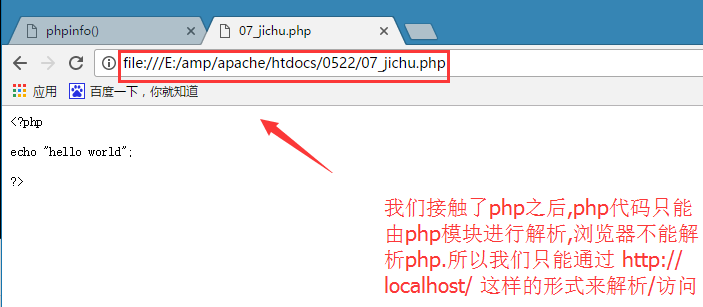 phpinfo()
07_jichu.php
file:///E:/amp/apache/htdocs/0522/07_jichu.php
应用
百度一下，你就知道
<?php
echo "hello world";
?>
我们接触了php之后,php代码只能
由php模块进行解析,浏览器不能解
析php.所以我们只能通过 http://
localhost/ 这样的形式来解析/访问